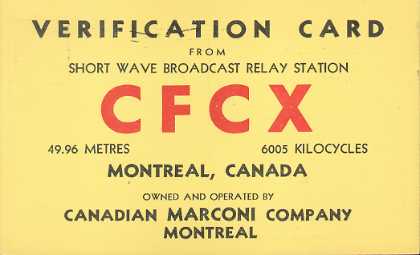 VERIFICATION CARD
FROM
SHORT WAVE BROADCAST RELAY STATION
CFCX
49.96 METRES 6005 KILOCYCLES
MONTREAL, CANADA
OWNED AND OPERATED BY
CANADIAN MARCONI COMPANY
MONTREAL